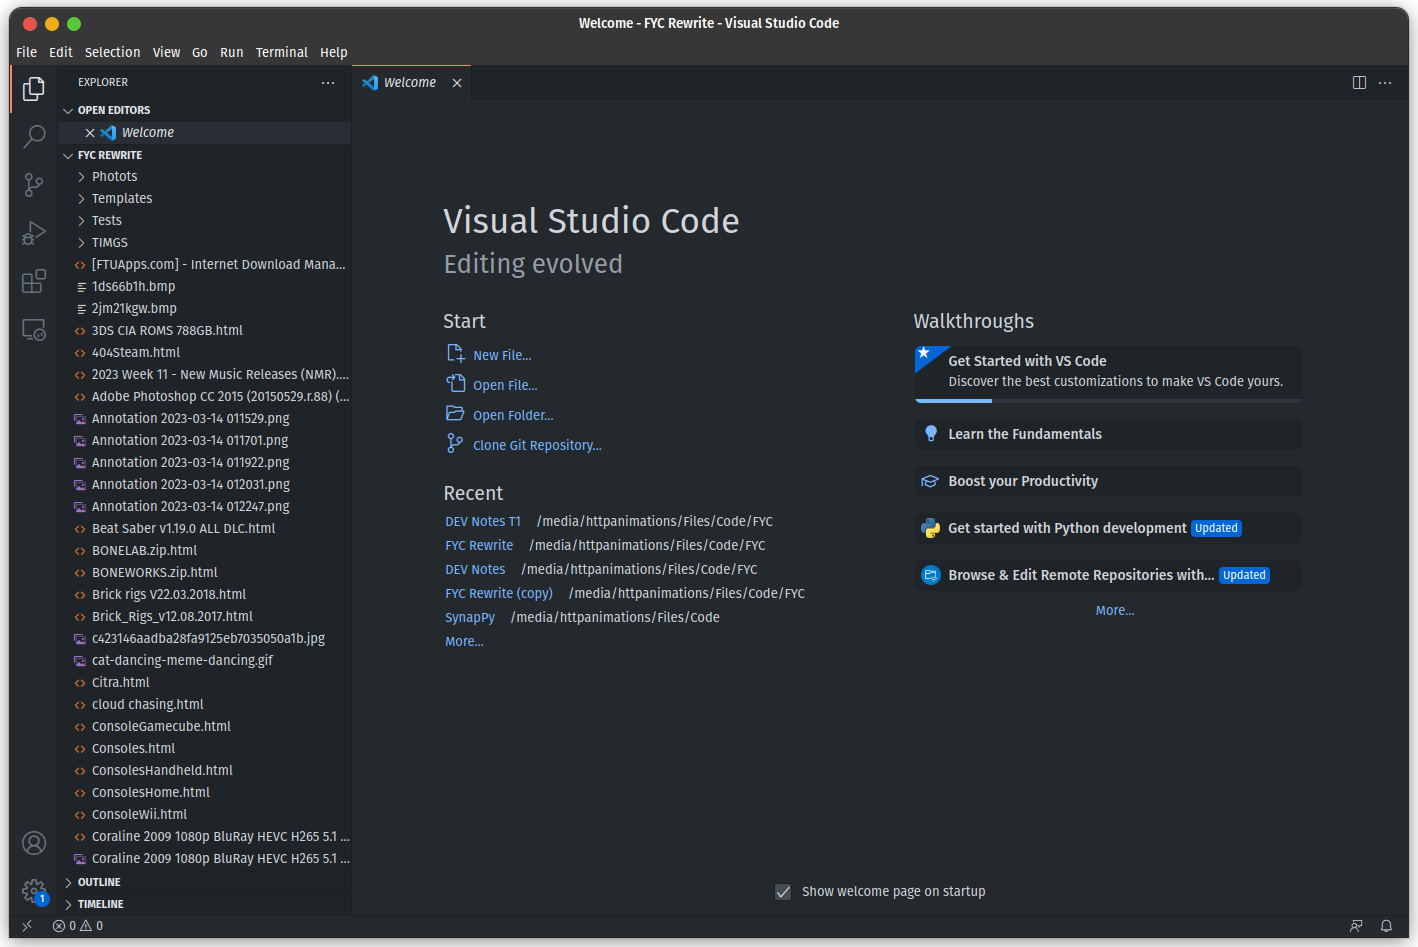 Welcome - FYC Rewrite - Visual Studio Code
File Edit Selection View Go Run Terminal Help
EXPLORER
OPEN EDITORS
Welcome
FYC REWRITE
Photots
Templates
Tests
TIMGS
[FTUApps.com] - Internet Download Mana...
1ds66b1h.bmp
2jm21kgw.bmp
3DS CIA ROMS 788GB.html
404Steam.html
2023 Week 11 - New Music Releases (NMR)....
Adobe Photoshop CC 2015 (20150529.r.88) (...
Annotation 2023-03-14 011529.png
Annotation 2023-03-14 011701.png
Annotation 2023-03-14 011922.png
Annotation 2023-03-14 012031.png
Annotation 2023-03-14 012247.png
Beat Saber v1.19.0 ALL DLC.html
BONELAB.zip.html
BONEWORKS.zip.html
Brick rigs V22.03.2018.html
Brick_Rigs_v12.08.2017.html
c423146aadba28fa9125eb7035050a1b.jpg
cat-dancing-meme-dancing.gif
Citra.html
cloud chasing.html
ConsoleGamecube.html
Consoles.html
ConsolesHandheld.html
ConsolesHome.html
ConsoleWii.html
Coraline 2009 1080p BluRay HEVC H265 5.1 ...
Coraline 2009 1080p BluRay HEVC H265 5.1 ...
OUTLINE
TIMELINE
1
0 0
Welcome
Visual Studio Code
Editing evolved
Start
New File...
Open File...
Open Folder...
Clone Git Repository...
Recent
DEV Notes T1 /media/httpanimations/Files/Code/FYC
FYC Rewrite /media/httpanimations/Files/Code/FYC
DEV Notes /media/httpanimations/Files/Code/FYC
FYC Rewrite (copy) /media/httpanimations/Files/Code/FYC
SynapPy /media/httpanimations/Files/Code
More...
Walkthroughs
Get Started with VS Code
Discover the best customizations to make VS Code yours.
Learn the Fundamentals
Boost your Productivity
Get started with Python development Updated
Browse & Edit Remote Repositories with... Updated
More...
Show welcome page on startup